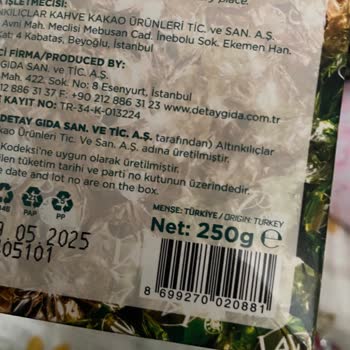 y place.
İŞLETMECİSİ:
INKILIÇLAR KAHVE KAKAO ÜRÜNLERİ TİC. ve SAN. A.Ş.
Avni Mah. Meclisi Mebusan Cad. İnebolu Sok. Ekemen Han.
Kat: 4 Kabataş, Beyoğlu, İstanbul
Cİ FİRMA/PRODUCED BY:
GIDA SAN. VE TİC. A.Ş.
Mah. 422. Sok. No: 8 Esenyurt, İstanbul
2 886 31 37 F: +90 212 886 31 23 www.detaygida.com.tr
KAYIT NO: TR-34-K-013224
DETAY GIDA SAN. VE TİC. A.Ş. tarafından) Altınkılıçlar
kao Ürünleri Tic. Ve San. A.Ş. adına üretilmiştir.
Kodeksi'ne uygun olarak üretilmiştir.
ilen tüketim tarihi ve parti no kutunun üzerindedir.
e date and lot no are on the box.
PAP
PP
MENŞE: TÜRKİYE / ORIGIN: TURKEY
Net: 250g ℮
05 2025
05101
8 699270 020881